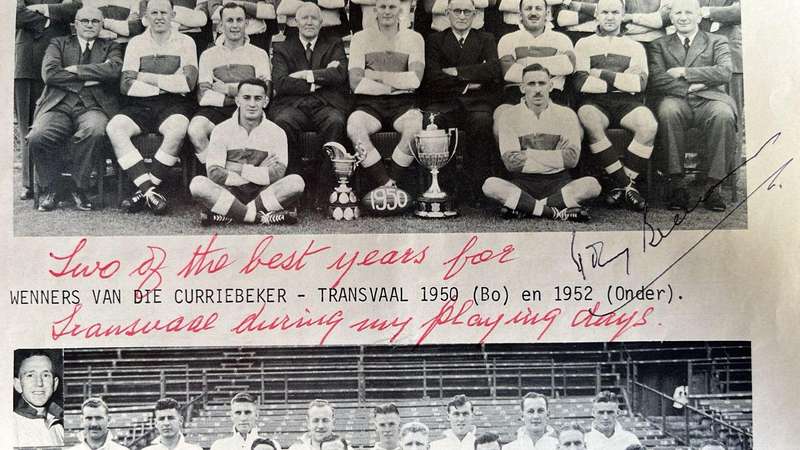 1950
Two of the best years for
WENNERS VAN DIE CURRIEBEKER - TRANSVAAL 1950 (Bo) en 1952 (Onder).
Transvaal during my playing days.